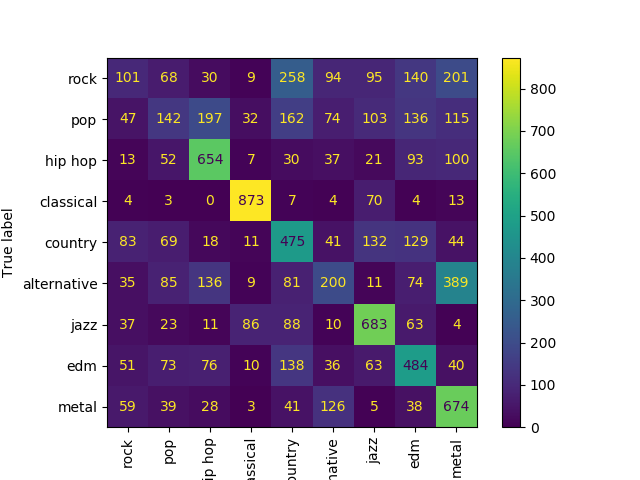 rock 101 68 30 9 258 94 95 140 201
pop 47 142 197 32 162 74 103 136 115
hip hop 13 52 654 7 30 37 21 93 100
classical 4 3 0 873 7 4 70 4 13
country 83 69 18 11 475 41 132 129 44
alternative 35 85 136 9 81 200 11 74 389
jazz 37 23 11 86 88 10 683 63 4
edm 51 73 76 10 138 36 63 484 40
metal 59 39 28 3 41 126 5 38 674
True label
rock pop ip hop assical ountry native jazz edm metal
800
700
600
500
400
300
200
100
0